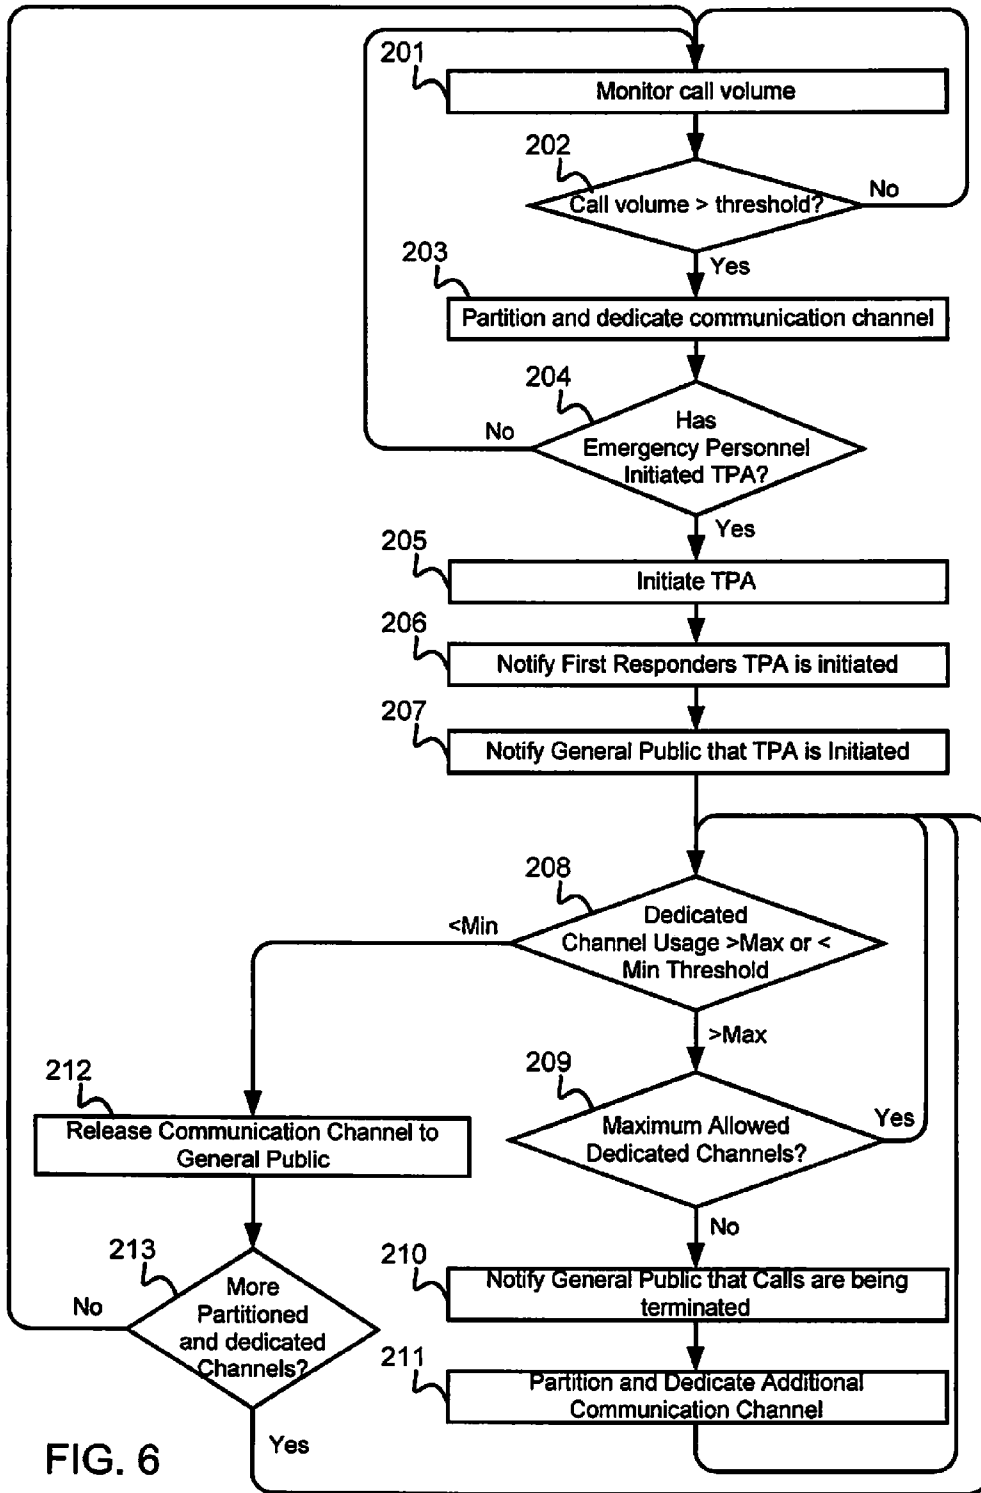 201
Monitor call volume
202
Call volume > threshold?
No
Yes
203
Partition and dedicate communication channel
204
Has
Emergency Personnel
Initiated TPA?
No
Yes
205
Initiate TPA
206
Notify First Responders TPA is initiated
207
Notify General Public that TPA is Initiated
208
Dedicated
Channel Usage >Max or <
Min Threshold
<Min
>Max
209
Maximum Allowed
Dedicated Channels?
Yes
No
212
Release Communication Channel to
General Public
213
More
Partitioned
and dedicated
Channels?
No
Yes
210
Notify General Public that Calls are being
terminated
211
Partition and Dedicate Additional
Communication Channel
FIG. 6